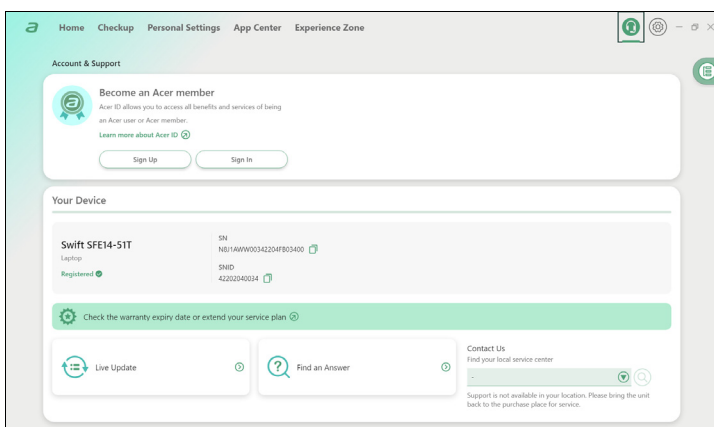 a Home Checkup Personal Settings App Center Experience Zone
Account & Support
Become an Acer member
Acer ID allows you to access all benefits and services of being
an Acer user or Acer member.
Learn more about Acer ID
Sign Up Sign In
Your Device
Swift SFE14-51T
Laptop
Registered
SN
N8J1AWW00342204FB03400
SNID
42202040034
Check the warranty expiry date or extend your service plan
Live Update
Find an Answer
Contact Us
Find your local service center
-
Support is not available in your location. Please bring the unit
back to the purchase place for service.